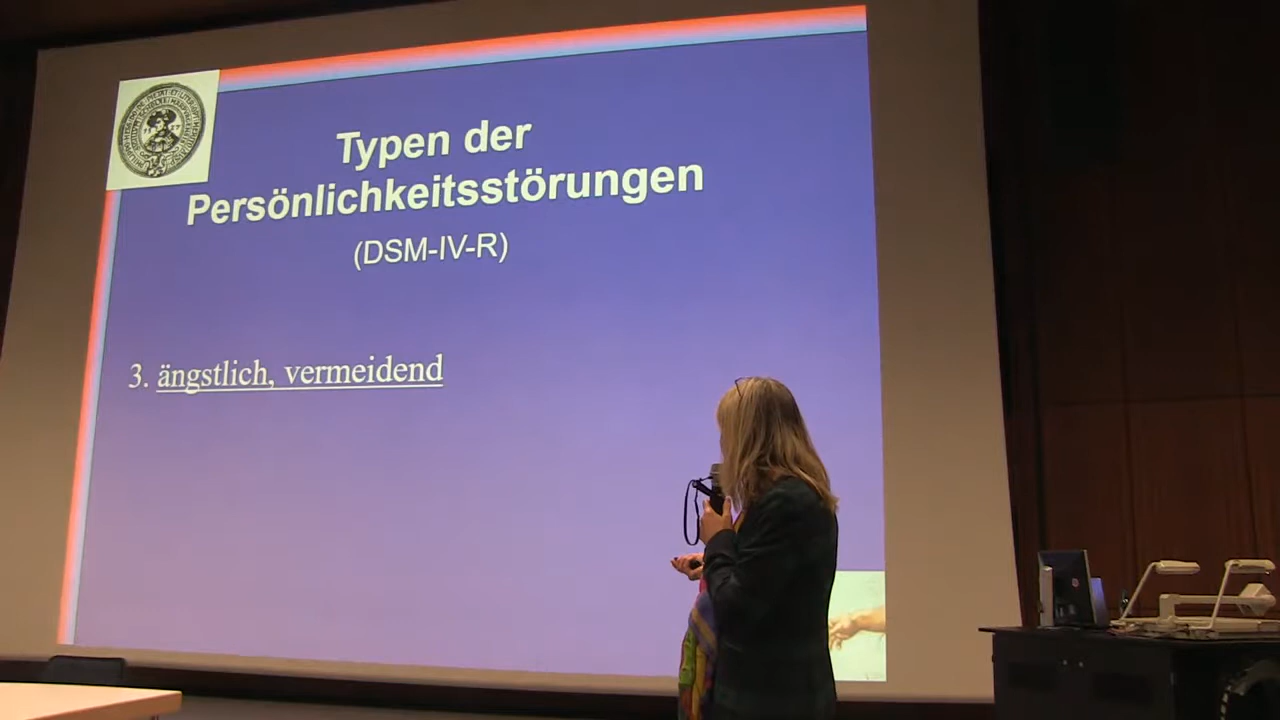 Typen der
Persönlichkeitsstörungen
(DSM-IV-R)
3. ängstlich, vermeidend